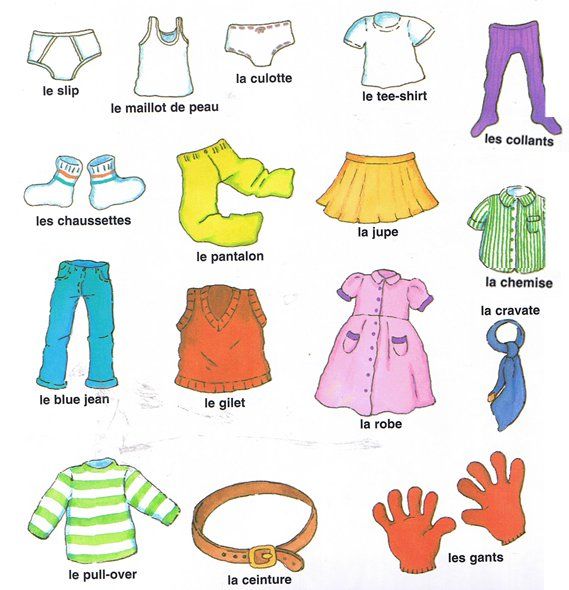 le slip
le maillot de peau
la culotte
le tee-shirt
les collants
les chaussettes
le pantalon
la jupe
la chemise
le blue jean
le gilet
la robe
la cravate
le pull-over
la ceinture
les gants